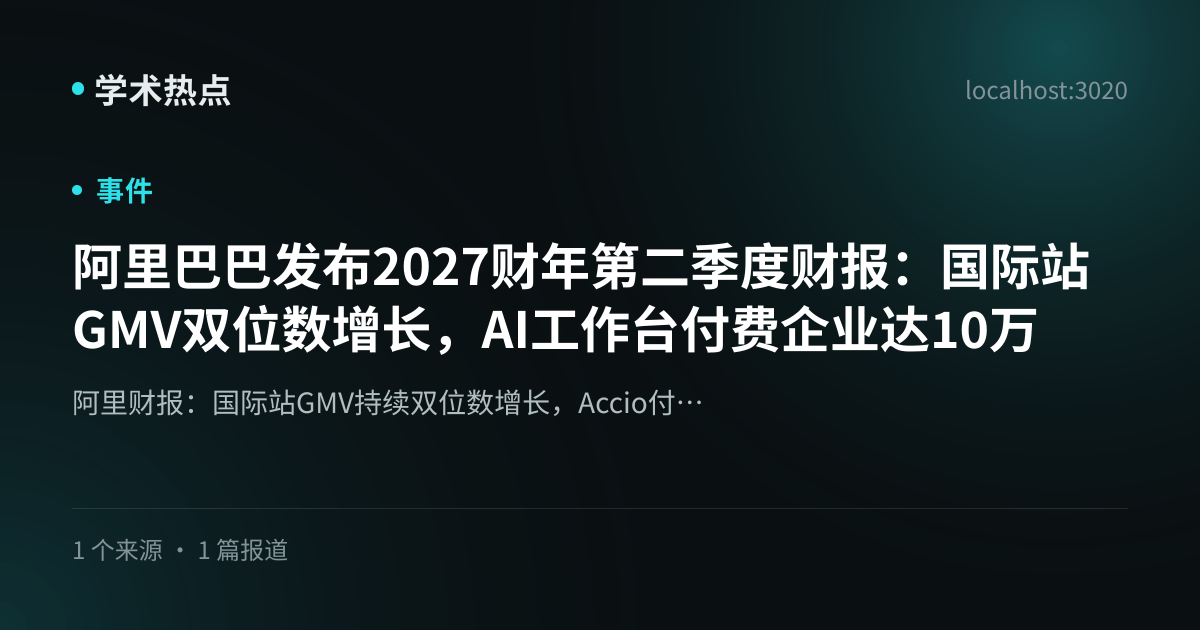 学术热点
localhost:3020
事件
阿里巴巴发布2027财年第二季度财报：国际站
GMV双位数增长，AI工作台付费企业达10万
阿里财报：国际站GMV持续双位数增长，Accio付…
1 个来源 · 1 篇报道